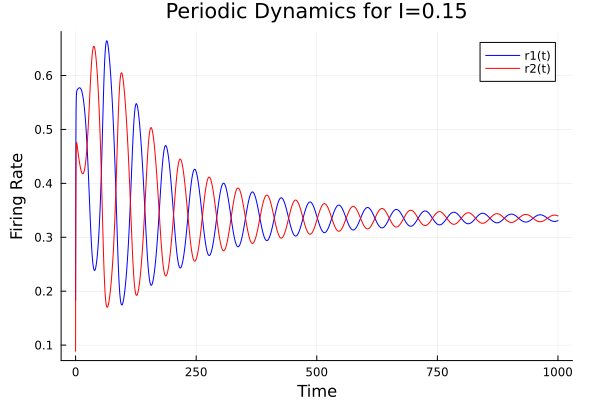 Periodic Dynamics for I=0.15
Firing Rate
0.6
0.5
0.4
0.3
0.2
0.1
r1(t)
r2(t)
0
250
500
750
1000
Time